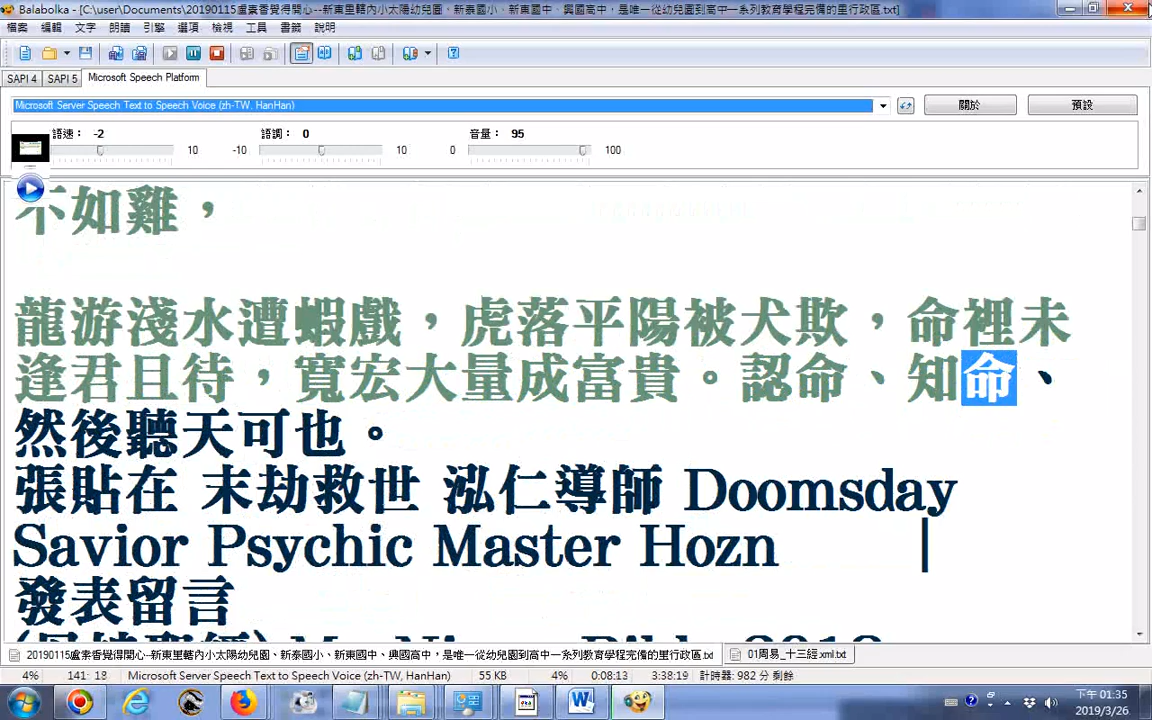 Balabolka - [C:\user\Documents\20190115盧素香覺得開心--新東里轄內小太陽幼兒園、新泰國小、新東國中、興國高中，是唯一從幼兒園到高中一系列教育學程完備的里行政區.txt]
檔案 編輯 文字 朗讀 引擎 選項 檢視 工具 書籤 說明
SAPI 4 SAPI 5 Microsoft Speech Platform
Microsoft Server Speech Text to Speech Voice (zh-TW, HanHan) 關於 預設
語速： -2 語調： 0 音量： 95
10 -10 10 0 100
不如雞，
龍游淺水遭蝦戲，虎落平陽被犬欺，命裡未
逢君且待，寬宏大量成富貴。認命、知命、
然後聽天可也。
張貼在 末劫救世 泓仁導師 Doomsday
Savior Psychic Master Hozn
發表留言
20190115盧素香覺得開心--新東里轄內小太陽幼兒園、新泰國小、新東國中、興國高中，是唯一從幼兒園到高中一系列教育學程完備的里行政區.txt 01周易_十三經.xml.txt
4% 141: 18 Microsoft Server Speech Text to Speech Voice (zh-TW, HanHan) 55 KB 4% 0:08:13 3:38:19 計時器: 982 分 剩餘
下午 01:35
2019/3/26